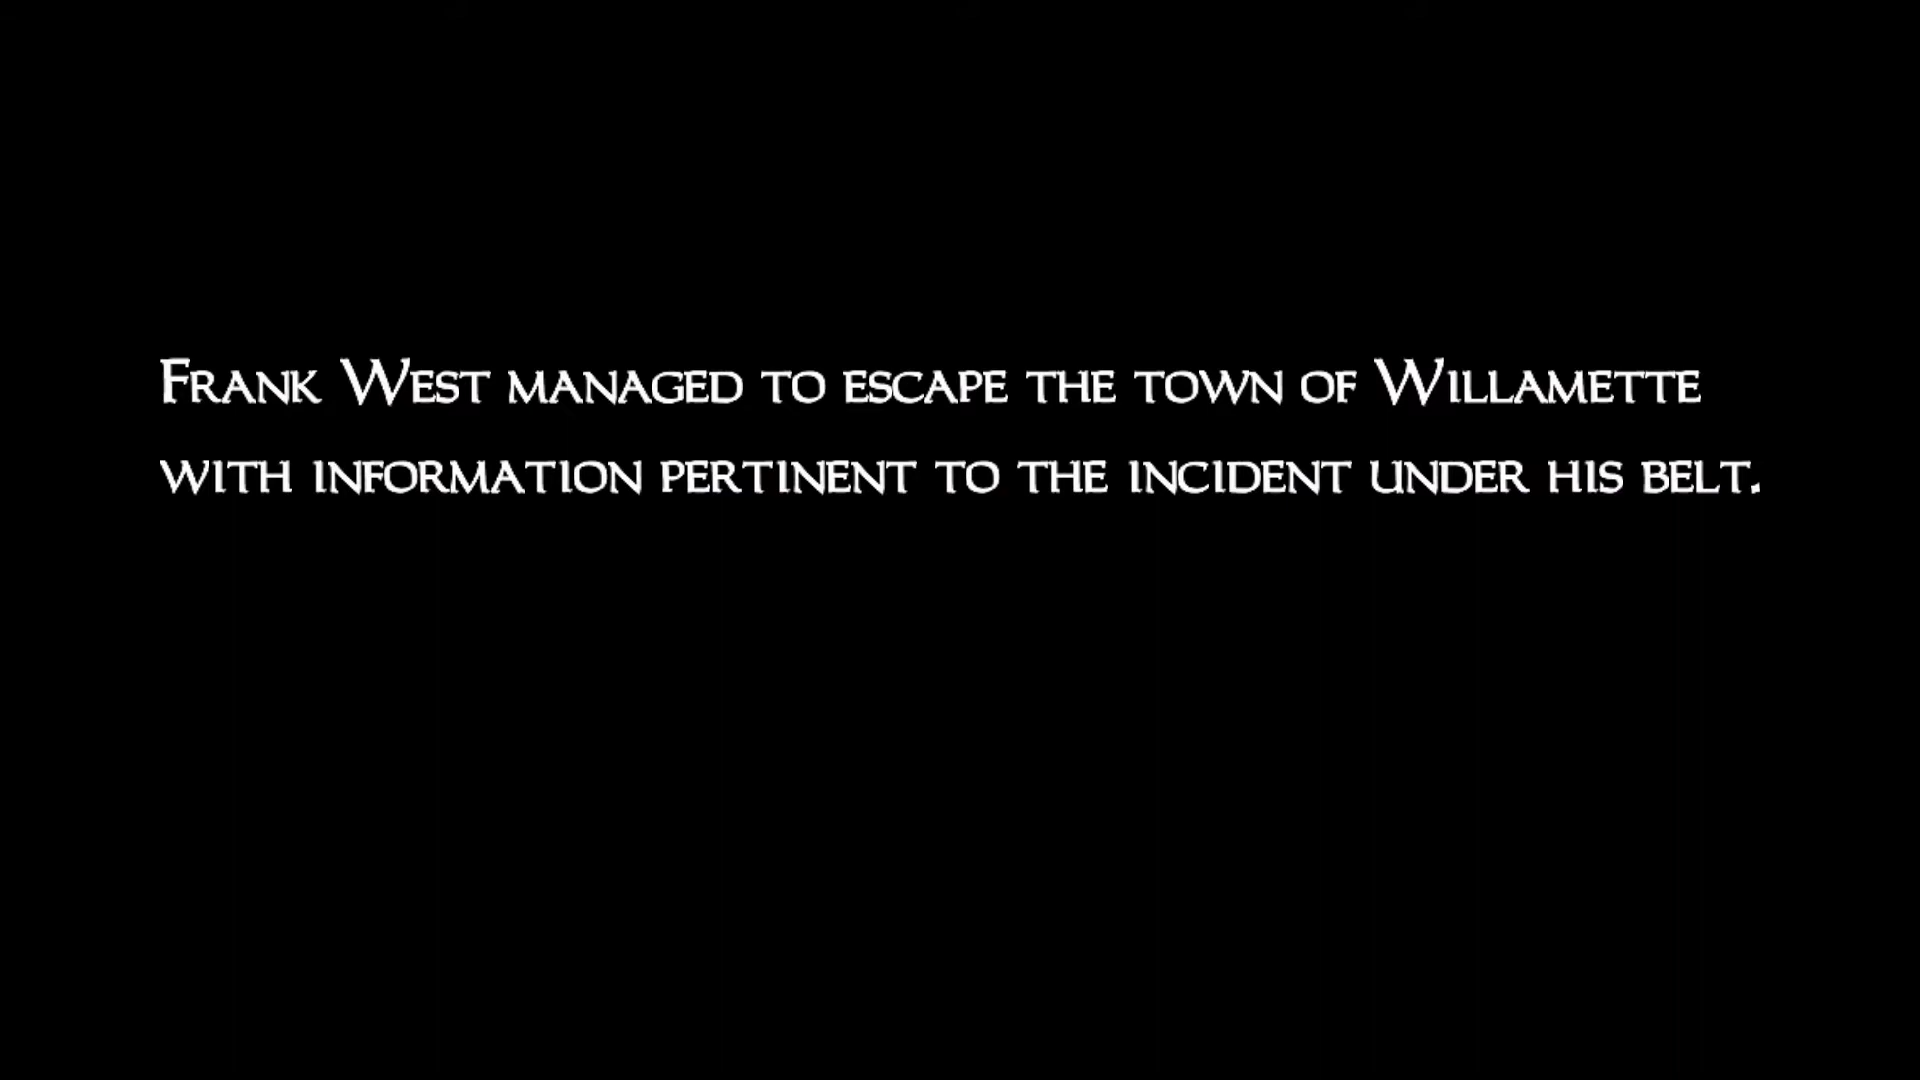 Frank West managed to escape the town of Willamette
with information pertinent to the incident under his belt.